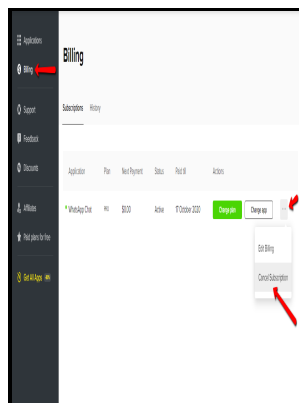 Applications
Billing
Support
Feedback
Discounts
Affiliates
Paid plans for free
Get All Apps
Billing
Subscriptions History
Application Plan Next Payment Status Paid till Actions
WhatsApp Chat PRO $0.00 Active 17 October 2020 Change plan Change app ...
Edit Billing
Cancel Subscription